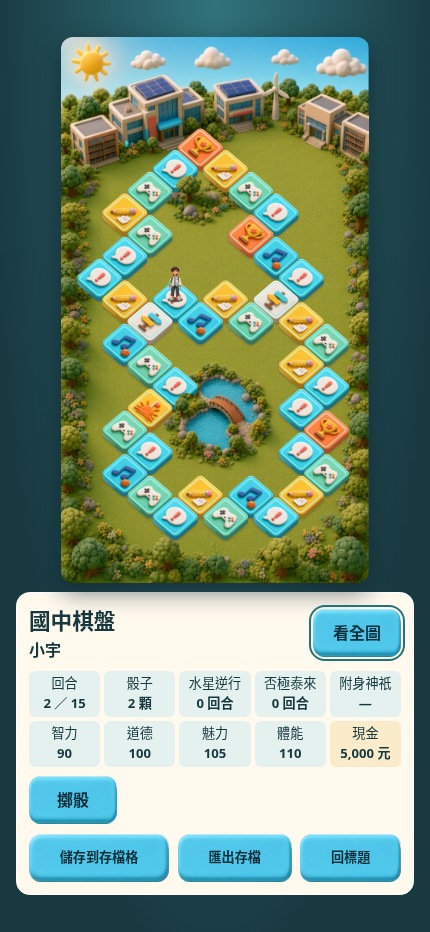 國中棋盤
小宇
看全圖
回合 骰子 水星逆行 否極泰來 附身神祇
2 ／ 15 2 顆 0 回合 0 回合 —
智力 道德 魅力 體能 現金
90 100 105 110 5,000 元
擲骰
儲存到存檔格 匯出存檔 回標題